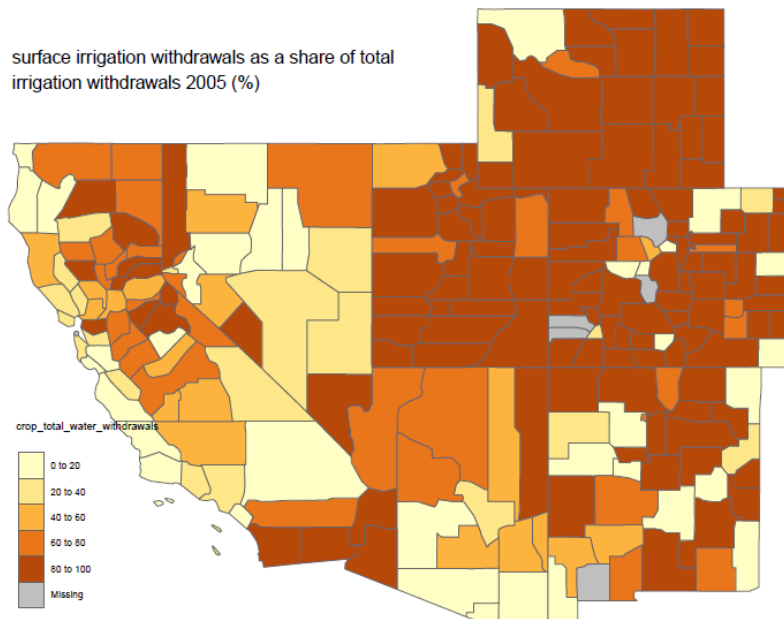 surface irrigation withdrawals as a share of total
irrigation withdrawals 2005 (%)
crop_total_water_withdrawals
0 to 20
20 to 40
40 to 60
60 to 80
80 to 100
Missing